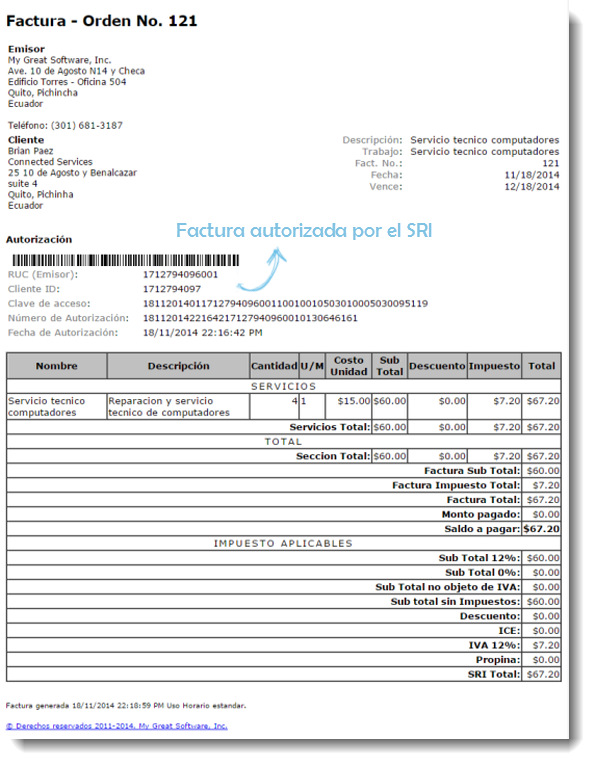 Factura - Orden No. 121
Emisor
My Great Software, Inc.
Ave. 10 de Agosto N14 y Checa
Edificio Torres - Oficina 504
Quito, Pichincha
Ecuador
Teléfono: (301) 681-3187
Cliente
Brian Paez
Connected Services
25 10 de Agosto y Benalcazar
suite 4
Quito, Pichinha
Ecuador
Descripción: Servicio tecnico computadores
Trabajo: Servicio tecnico computadores
Fact. No.: 121
Fecha: 11/18/2014
Vence: 12/18/2014
Factura autorizada por el SRI
Autorización
RUC (Emisor): 1712794096001
Cliente ID: 1712794097
Clave de acceso: 1811201401171279409600110010010503010005030095119
Número de Autorización: 1811201422164217127940960010130646161
Fecha de Autorización: 18/11/2014 22:16:42 PM
Nombre Descripción Cantidad U/M Costo Unidad Sub Total Descuento Impuesto Total
SERVICIOS
Servicio tecnico computadores Reparacion y servicio tecnico de computadores 4 1 $15.00 $60.00 $0.00 $7.20 $67.20
Servicios Total: $60.00 $0.00 $7.20 $67.20
TOTAL
Seccion Total: $60.00 $0.00 $7.20 $67.20
Factura Sub Total: $60.00
Factura Impuesto Total: $7.20
Factura Total: $67.20
Monto pagado: $0.00
Saldo a pagar: $67.20
IMPUESTO APLICABLES
Sub Total 12%: $60.00
Sub Total 0%: $0.00
Sub Total no objeto de IVA: $0.00
Sub total sin Impuestos: $60.00
Descuento: $0.00
ICE: $0.00
IVA 12%: $7.20
Propina: $0.00
SRI Total: $67.20
Factura generada 18/11/2014 22:18:59 PM Uso Horario estandar.
© Derechos reservados 2011-2014, My Great Software, Inc.